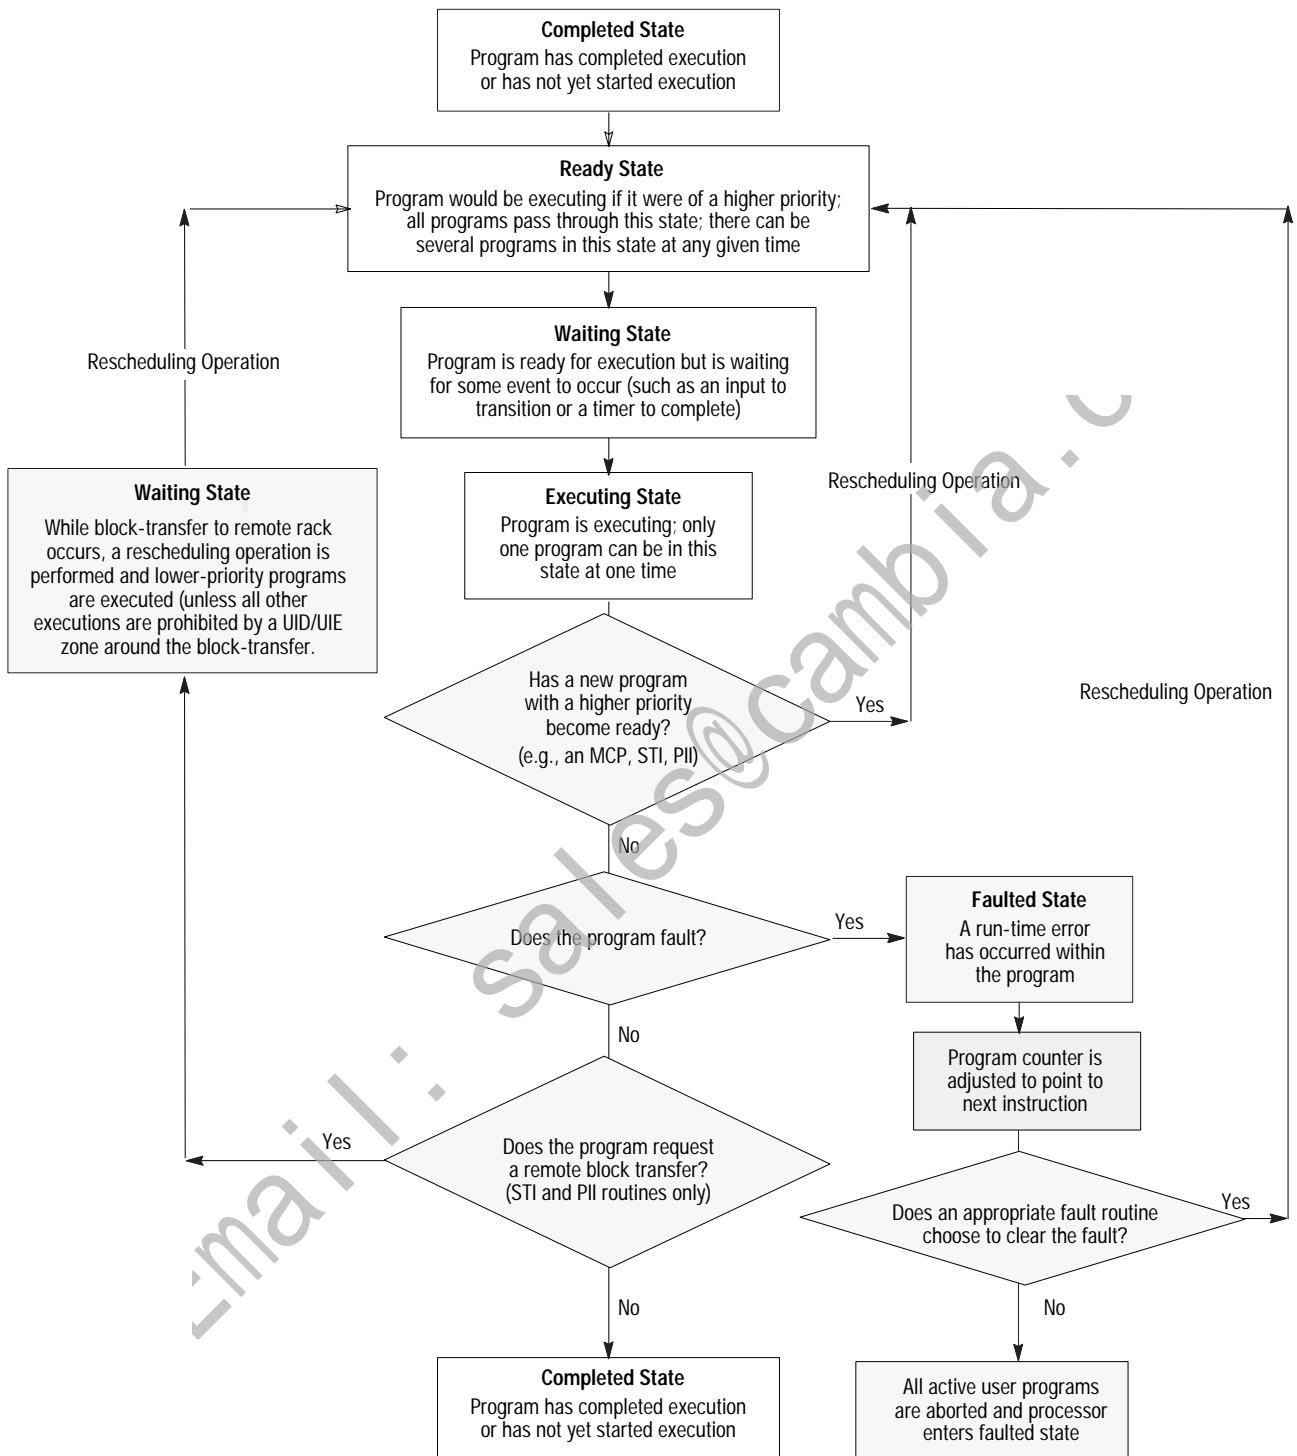 Completed State
Program has completed execution
or has not yet started execution
Ready State
Program would be executing if it were of a higher priority;
all programs pass through this state; there can be
several programs in this state at any given time
Waiting State
Program is ready for execution but is waiting
for some event to occur (such as an input to
transition or a timer to complete)
Rescheduling Operation
Waiting State
While block-transfer to remote rack
occurs, a rescheduling operation is
performed and lower-priority programs
are executed (unless all other
executions are prohibited by a UID/UIE
zone around the block-transfer.
Executing State
Program is executing; only
one program can be in this
state at one time
Rescheduling Operation
Has a new program
with a higher priority
become ready?
(e.g., an MCP, STI, PII)
Yes
Rescheduling Operation
No
Does the program fault?
Yes
Faulted State
A run-time error
has occurred within
the program
No
Program counter is
adjusted to point to
next instruction
Yes
Does the program request
a remote block transfer?
(STI and PII routines only)
Does an appropriate fault routine
choose to clear the fault?
Yes
No
No
Completed State
Program has completed execution
or has not yet started execution
All active user programs
are aborted and processor
enters faulted state
Email: sales@cambia.c